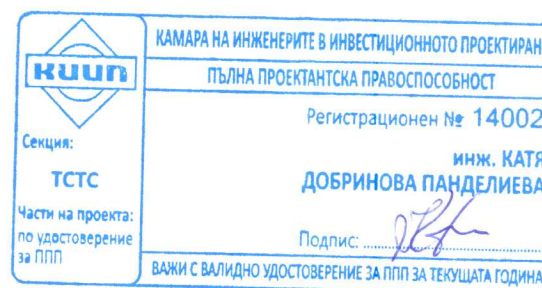 КАМАРА НА ИНЖЕНЕРИТЕ В ИНВЕСТИЦИОННОТО ПРОЕКТИРАН
КИИП
ПЪЛНА ПРОЕКТАНТСКА ПРАВОСПОСОБНОСТ
Регистрационен № 14002
Секция:
ТСТС
инж. КАТЯ
ДОБРИНОВА ПАНДЕЛИЕВА
Части на проекта:
по удостоверение
за ППП
Подпис:
ВАЖИ С ВАЛИДНО УДОСТОВЕРЕНИЕ ЗА ППП ЗА ТЕКУЩАТА ГОДИНА